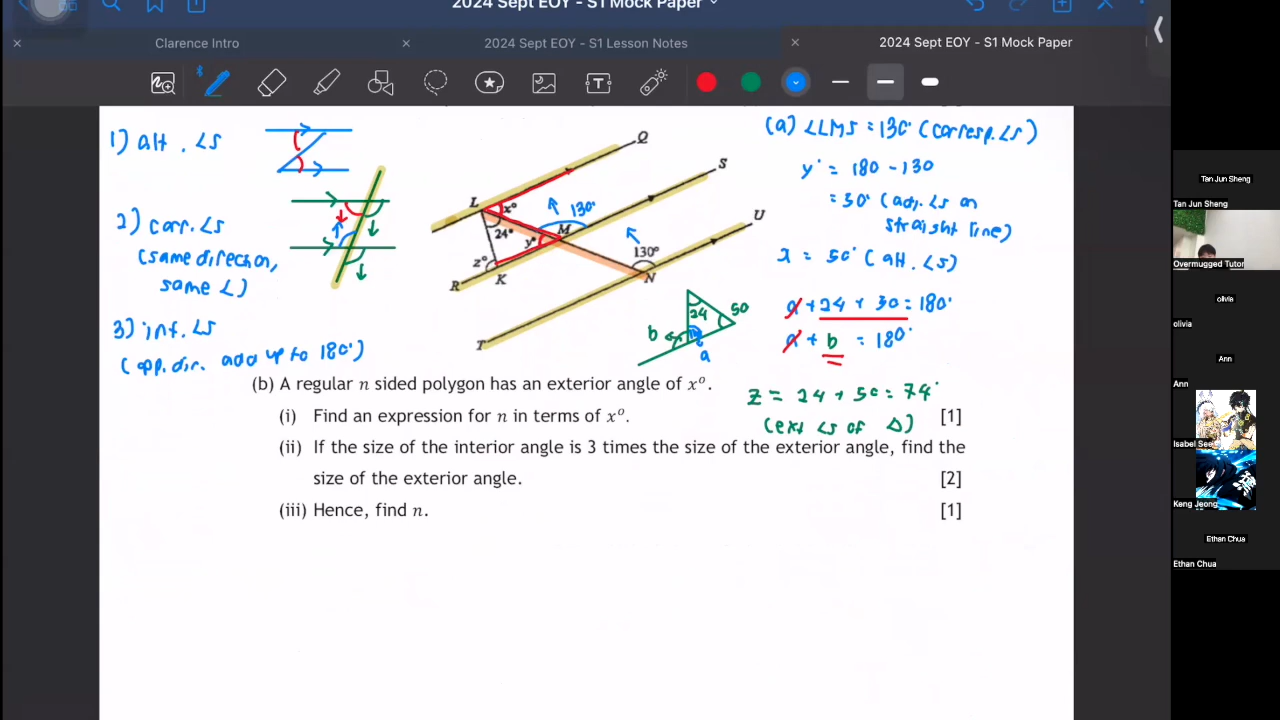 2024 Sept EOY - S1 Mock Paper
Clarence Intro
2024 Sept EOY - S1 Lesson Notes
2024 Sept EOY - S1 Mock Paper
1) alt. ∠s
2) corr. ∠s
(same direction,
same ∠)
3) int. ∠s
(opp. dir. add up to 180°)
Q
S
U
L
x°
24°
130°
M
y°
z°
K
R
130°
N
T
24
50
b
a
(a) ∠LMS = 130° (corresp. ∠s)
y° = 180 - 130
= 50° (adj. ∠s on
straight line)
x = 50° (alt. ∠s)
a + 24 + 50 = 180°
a + b = 180°
z = 24 + 50 = 74°
(ext ∠s of Δ)
(b) A regular n sided polygon has an exterior angle of x°.
(i) Find an expression for n in terms of x°. [1]
(ii) If the size of the interior angle is 3 times the size of the exterior angle, find the
size of the exterior angle. [2]
(iii) Hence, find n. [1]
Tan Jun Sheng
Tan Jun Sheng
Overmugged Tutor
olivia
olivia
Ann
Ann
Isabel See
Keng Jeong
Ethan Chua
Ethan Chua